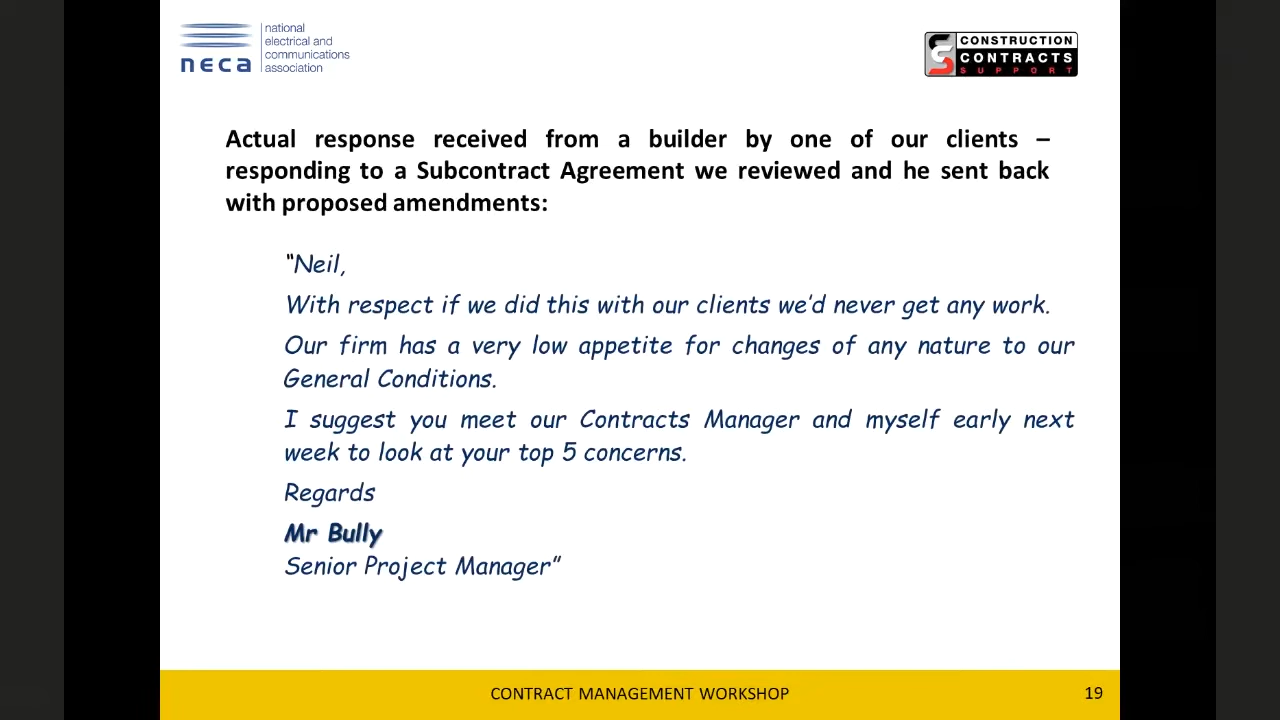 neca
national
electrical and
communications
association
CONSTRUCTION
CONTRACTS
SUPPORT
Actual response received from a builder by one of our clients –
responding to a Subcontract Agreement we reviewed and he sent back
with proposed amendments:
“Neil,
With respect if we did this with our clients we’d never get any work.
Our firm has a very low appetite for changes of any nature to our
General Conditions.
I suggest you meet our Contracts Manager and myself early next
week to look at your top 5 concerns.
Regards
Mr Bully
Senior Project Manager”
CONTRACT MANAGEMENT WORKSHOP
19